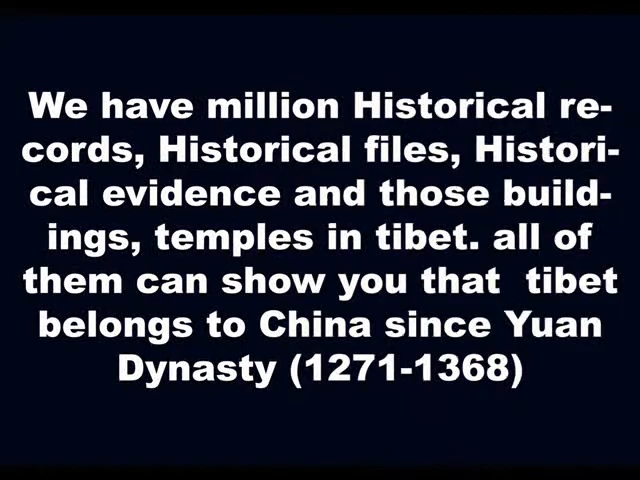 We have million Historical re-
cords, Historical files, Histori-
cal evidence and those build-
ings, temples in tibet. all of
them can show you that  tibet
belongs to China since Yuan
Dynasty (1271-1368)